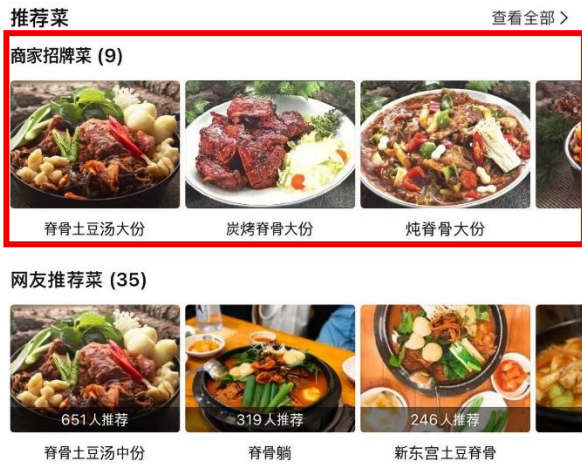 推荐菜 查看全部 >
商家招牌菜 (9)
脊骨土豆汤大份 炭烤脊骨大份 炖脊骨大份
网友推荐菜 (35)
651人推荐 319人推荐 246人推荐
脊骨土豆汤中份 脊骨躺 新东宫土豆脊骨